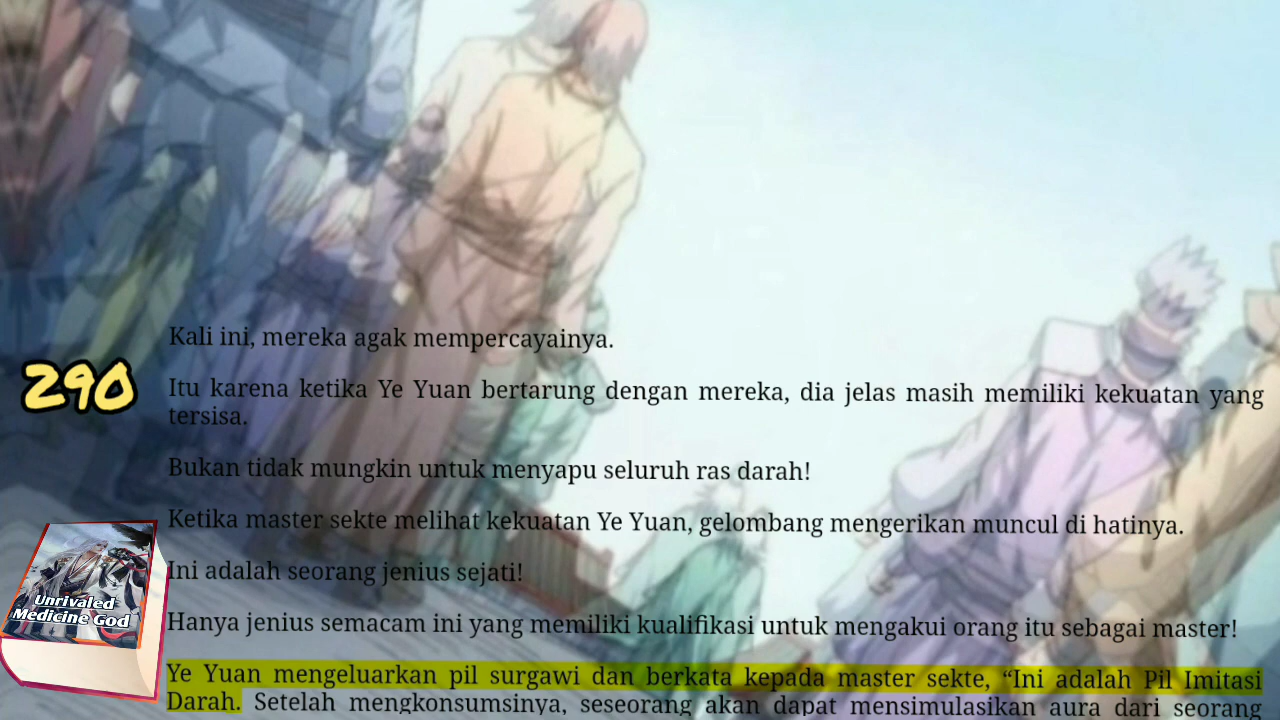 Kali ini, mereka agak mempercayainya.
290
Itu karena ketika Ye Yuan bertarung dengan mereka, dia jelas masih memiliki kekuatan yang
tersisa.
Bukan tidak mungkin untuk menyapu seluruh ras darah!
Ketika master sekte melihat kekuatan Ye Yuan, gelombang mengerikan muncul di hatinya.
Ini adalah seorang jenius sejati!
Unrivaled
Medicine God
Hanya jenius semacam ini yang memiliki kualifikasi untuk mengakui orang itu sebagai master!
Ye Yuan mengeluarkan pil surgawi dan berkata kepada master sekte, “Ini adalah Pil Imitasi
Darah. Setelah mengkonsumsinya, seseorang akan dapat mensimulasikan aura dari seorang